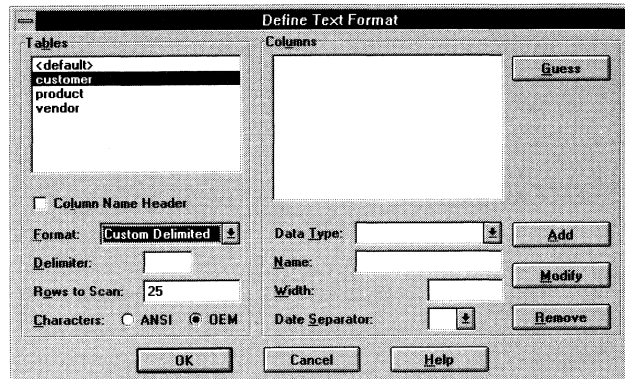 Define Text Format
Tables
<default>
customer
product
vendor
Column Name Header
Format: Custom Delimited
Delimiter:
Rows to Scan: 25
Characters: ANSI OEM
Columns
Guess
Data Type:
Add
Name:
Modify
Width:
Date Separator:
Remove
OK
Cancel
Help